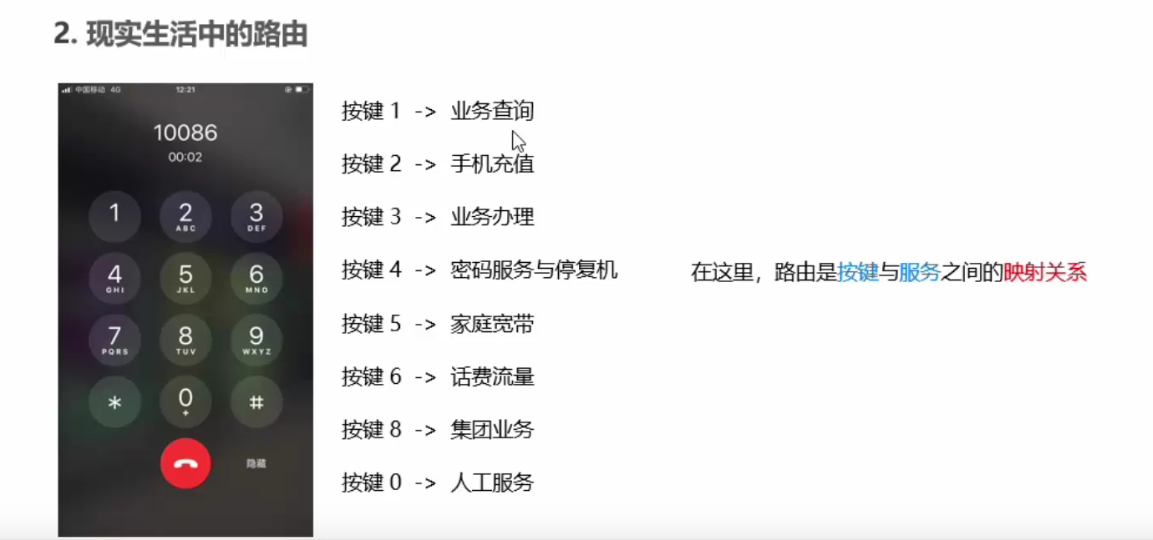 2. 现实生活中的路由
中国移动 4G 12:21
10086
00:02
1 2 3
ABC DEF
4 5 6
GHI JKL MNO
7 8 9
PQRS TUV WXYZ
* 0 #
+
隐藏
按键 1 -> 业务查询
按键 2 -> 手机充值
按键 3 -> 业务办理
按键 4 -> 密码服务与停复机
按键 5 -> 家庭宽带
按键 6 -> 话费流量
按键 8 -> 集团业务
按键 0 -> 人工服务
在这里，路由是按键与服务之间的映射关系